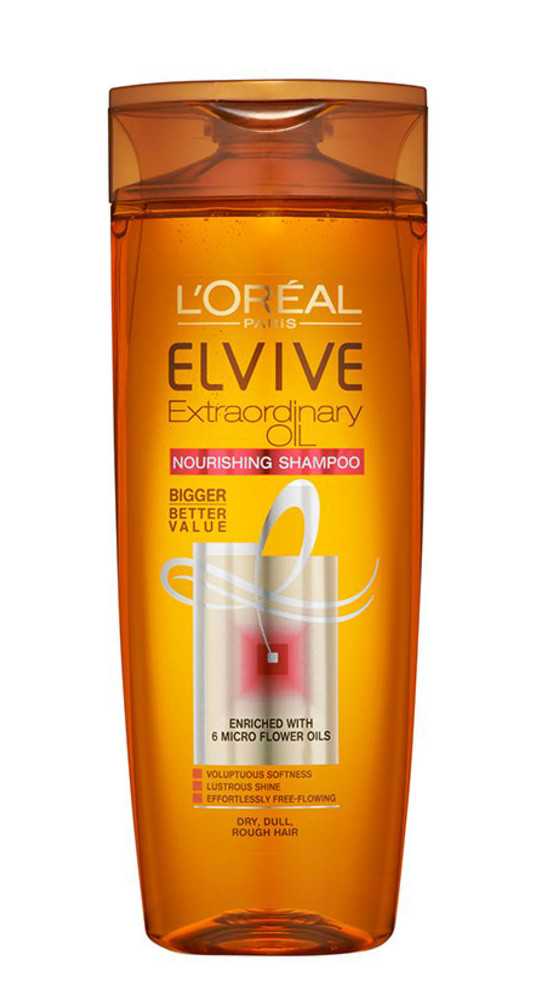 L'ORÉAL
PARIS
ELVIVE
Extraordinary
OIL
NOURISHING SHAMPOO
BIGGER
BETTER
VALUE
ENRICHED WITH
6 MICRO FLOWER OILS
VOLUPTUOUS SOFTNESS
LUSTROUS SHINE
EFFORTLESSLY FREE-FLOWING
DRY, DULL,
ROUGH HAIR